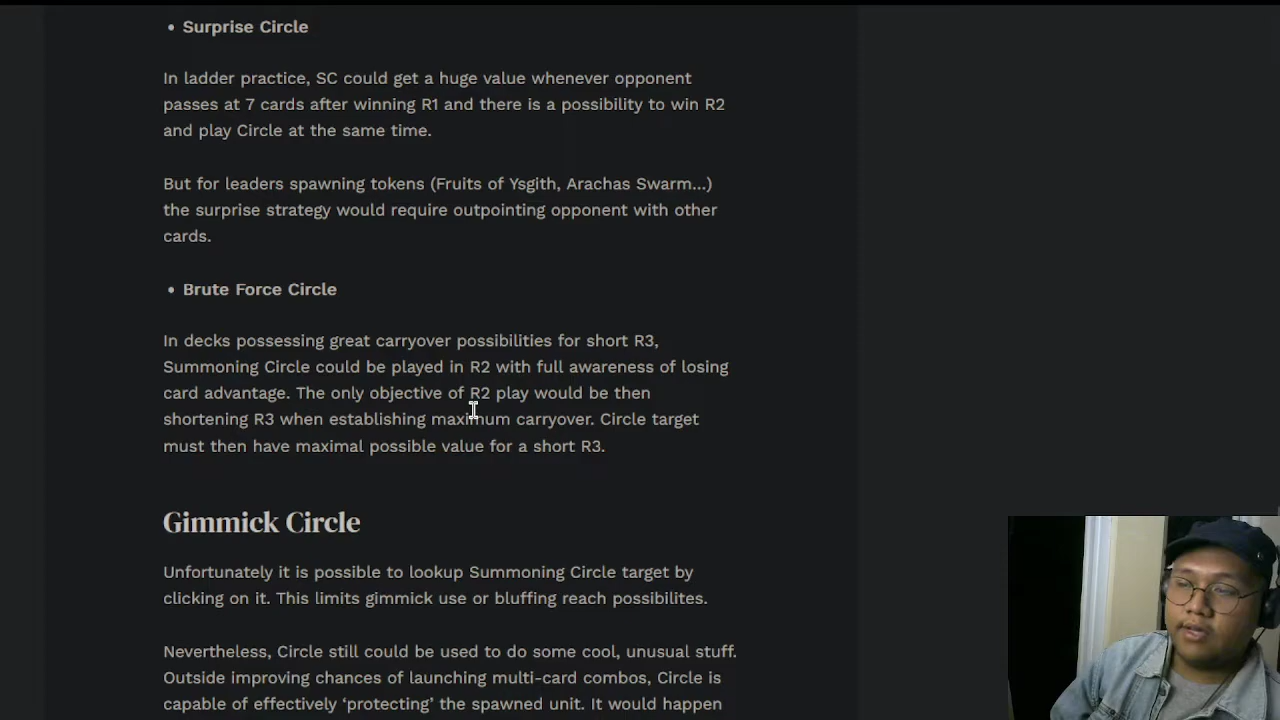 • Surprise Circle
In ladder practice, SC could get a huge value whenever opponent
passes at 7 cards after winning R1 and there is a possibility to win R2
and play Circle at the same time.
But for leaders spawning tokens (Fruits of Ysgith, Arachas Swarm...)
the surprise strategy would require outpointing opponent with other
cards.
• Brute Force Circle
In decks possessing great carryover possibilities for short R3,
Summoning Circle could be played in R2 with full awareness of losing
card advantage. The only objective of R2 play would be then
shortening R3 when establishing maximum carryover. Circle target
must then have maximal possible value for a short R3.
Gimmick Circle
Unfortunately it is possible to lookup Summoning Circle target by
clicking on it. This limits gimmick use or bluffing reach possibilites.
Nevertheless, Circle still could be used to do some cool, unusual stuff.
Outside improving chances of launching multi-card combos, Circle is
capable of effectively ‘protecting’ the spawned unit. It would happen